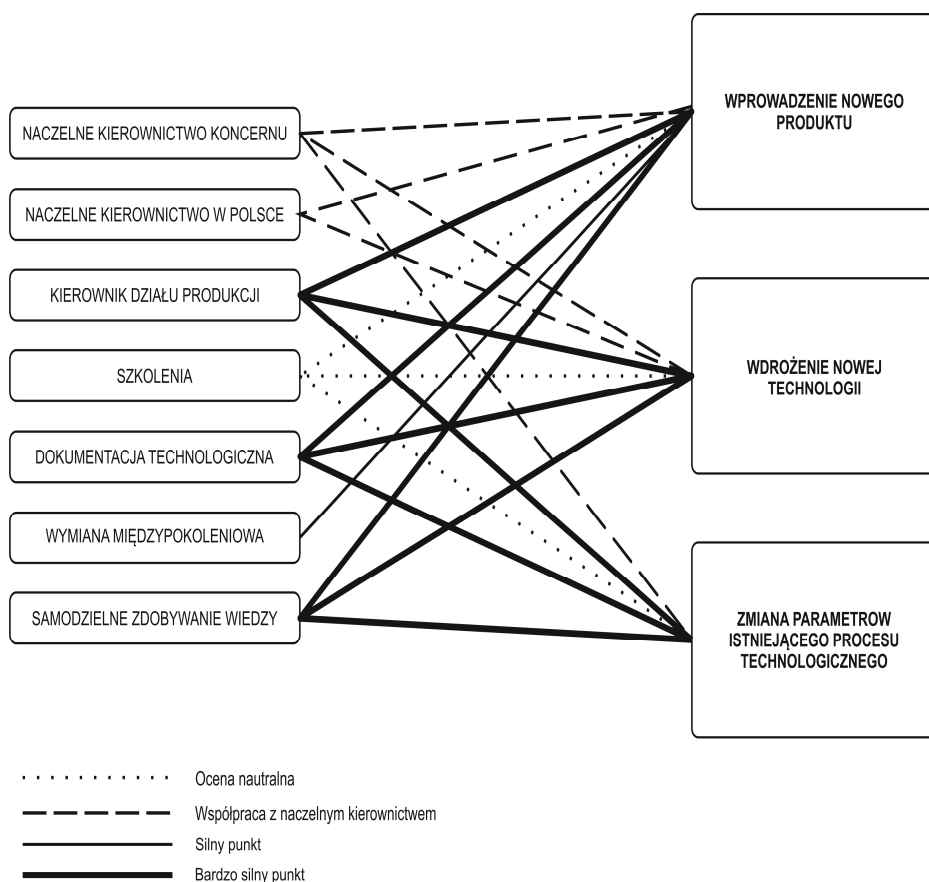 NACZELNE KIEROWNICTWO KONCERNU
NACZELNE KIEROWNICTWO W POLSCE
KIEROWNIK DZIAŁU PRODUKCJI
SZKOLENIA
DOKUMENTACJA TECHNOLOGICZNA
WYMIANA MIĘDZYPOKOLENIOWA
SAMODZIELNE ZDOBYWANIE WIEDZY
WPROWADZENIE NOWEGO
PRODUKTU
WDROŻENIE NOWEJ
TECHNOLOGII
ZMIANA PARAMETROW
ISTNIEJĄCEGO PROCESU
TECHNOLOGICZNEGO
Ocena nautralna
Współpraca z naczelnym kierownictwem
Silny punkt
Bardzo silny punkt